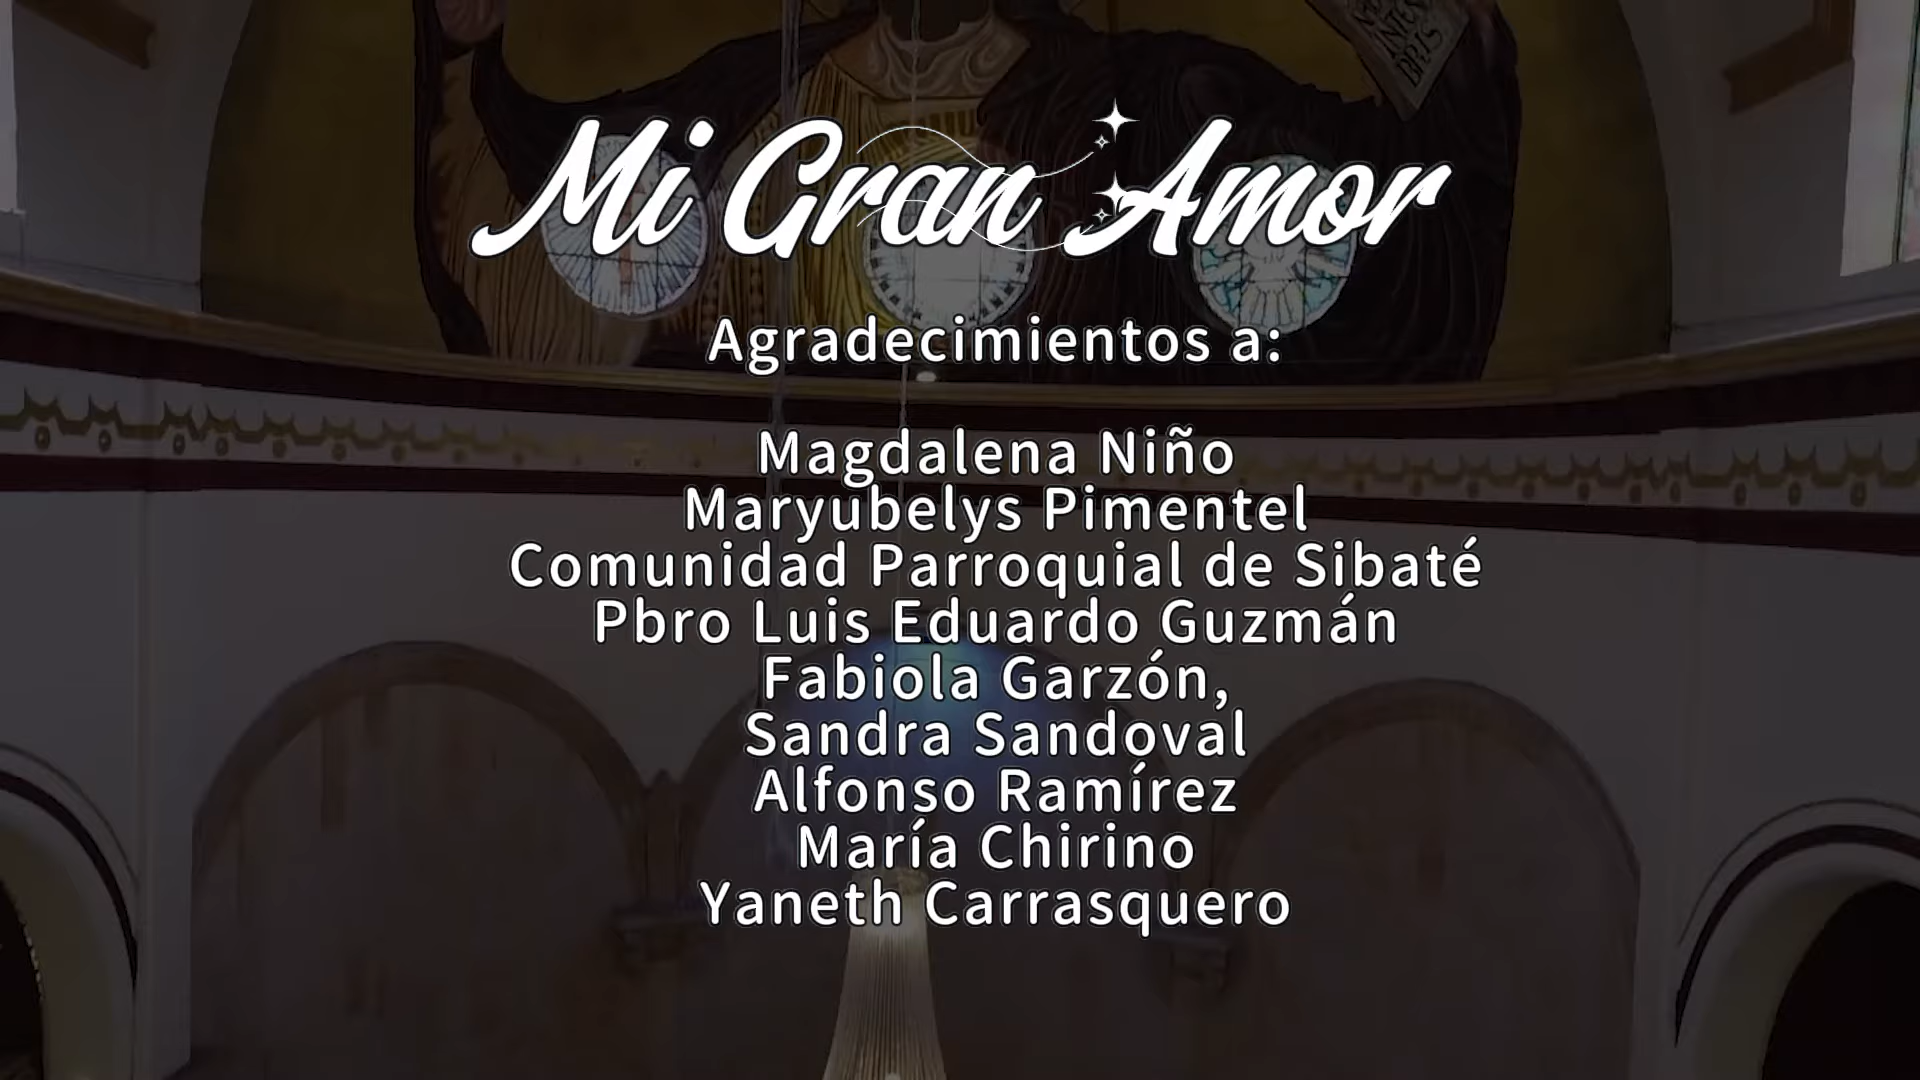 Mi Gran Amor
Agradecimientos a:
Magdalena Niño
Maryubelys Pimentel
Comunidad Parroquial de Sibaté
Pbro Luis Eduardo Guzmán
Fabiola Garzón,
Sandra Sandoval
Alfonso Ramírez
María Chirino
Yaneth Carrasquero